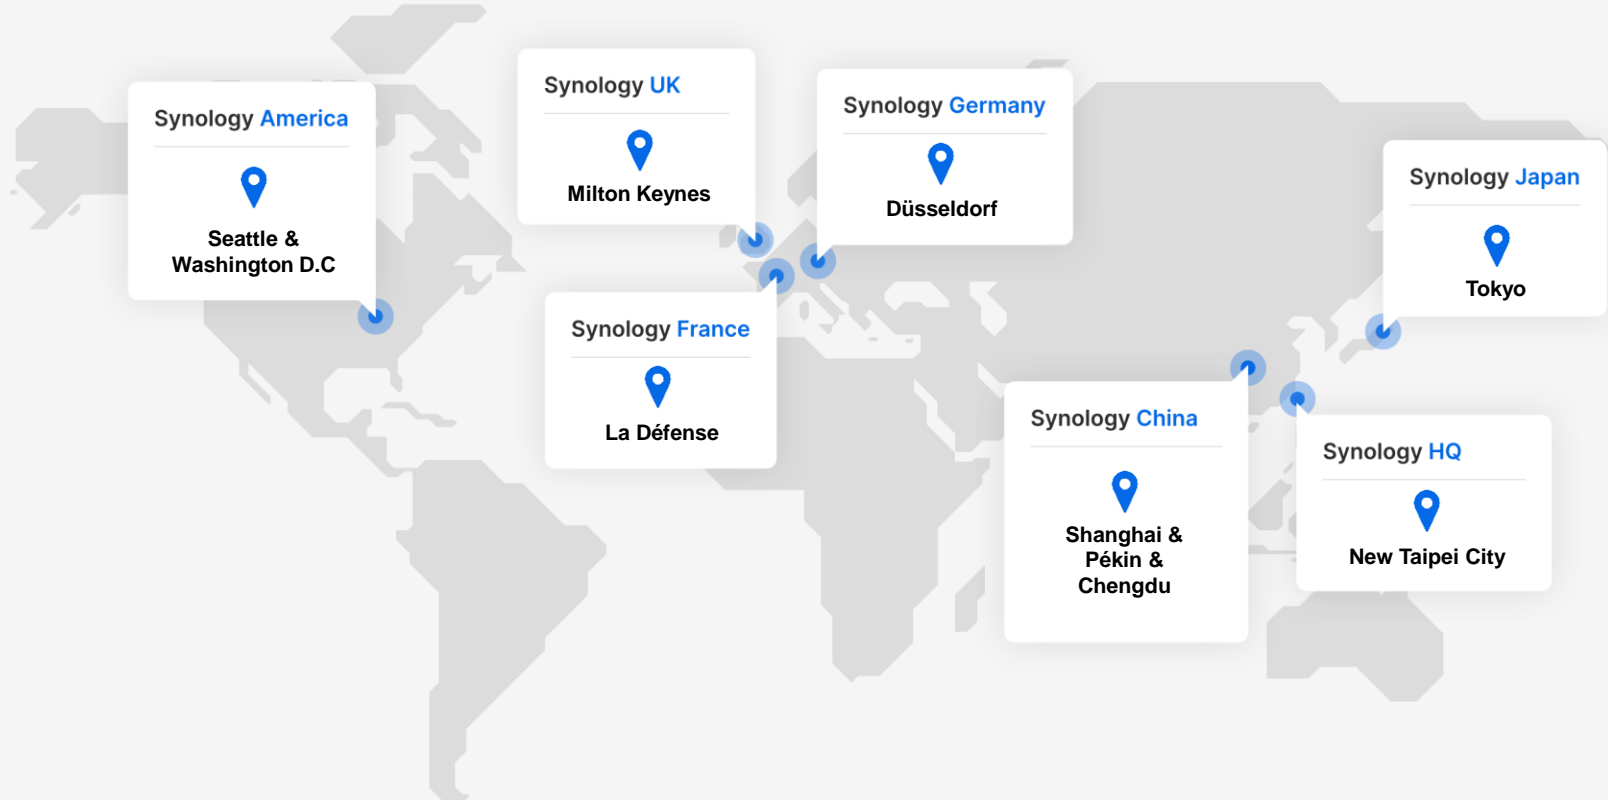 Synology America
Seattle &
Washington D.C
Synology UK
Milton Keynes
Synology Germany
Düsseldorf
Synology France
La Défense
Synology Japan
Tokyo
Synology China
Shanghai &
Pékin &
Chengdu
Synology HQ
New Taipei City